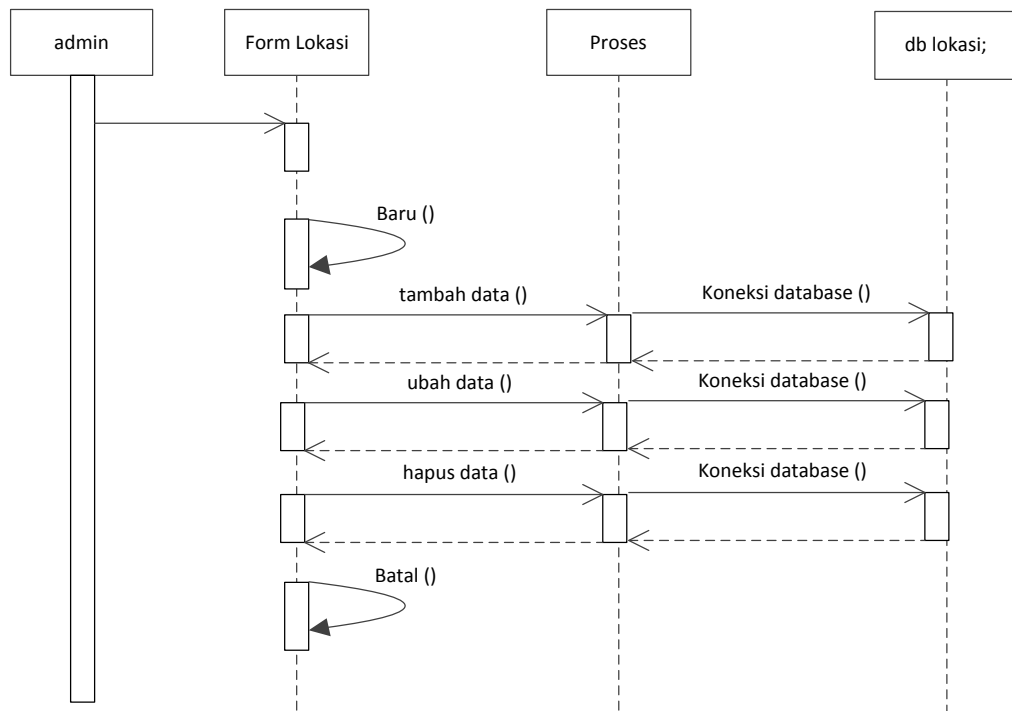 admin
Form Lokasi
Proses
db lokasi;
Baru ()
tambah data ()
Koneksi database ()
ubah data ()
Koneksi database ()
hapus data ()
Koneksi database ()
Batal ()